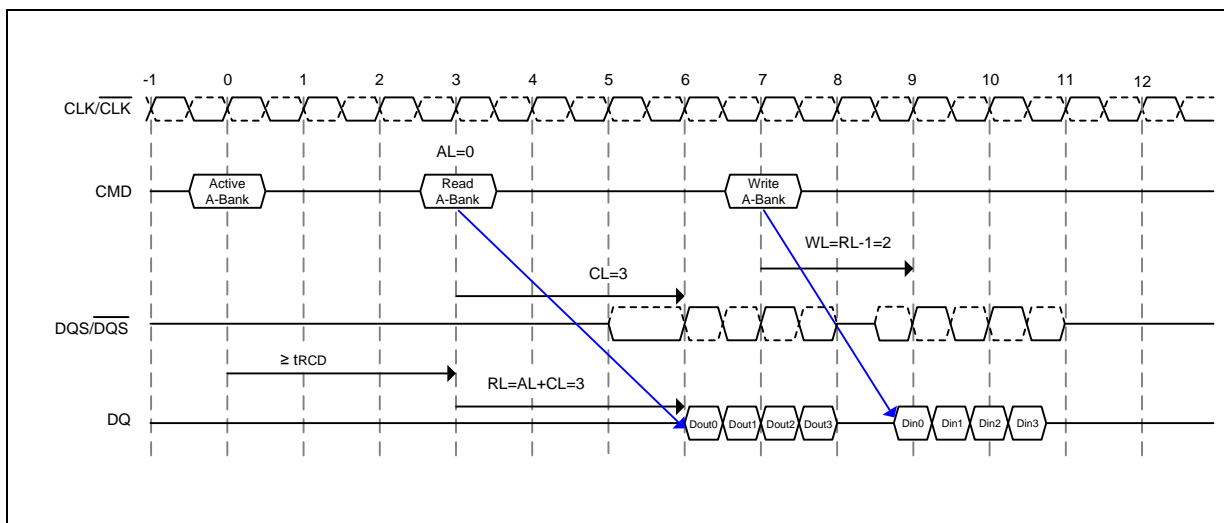 -1 0 1 2 3 4 5 6 7 8 9 10 11 12
CLK/CLK
AL=0
CMD
Active
A-Bank
Read
A-Bank
Write
A-Bank
WL=RL-1=2
CL=3
DQS/DQS
≥ tRCD
RL=AL+CL=3
DQ
Dout0 Dout1 Dout2 Dout3 Din0 Din1 Din2 Din3